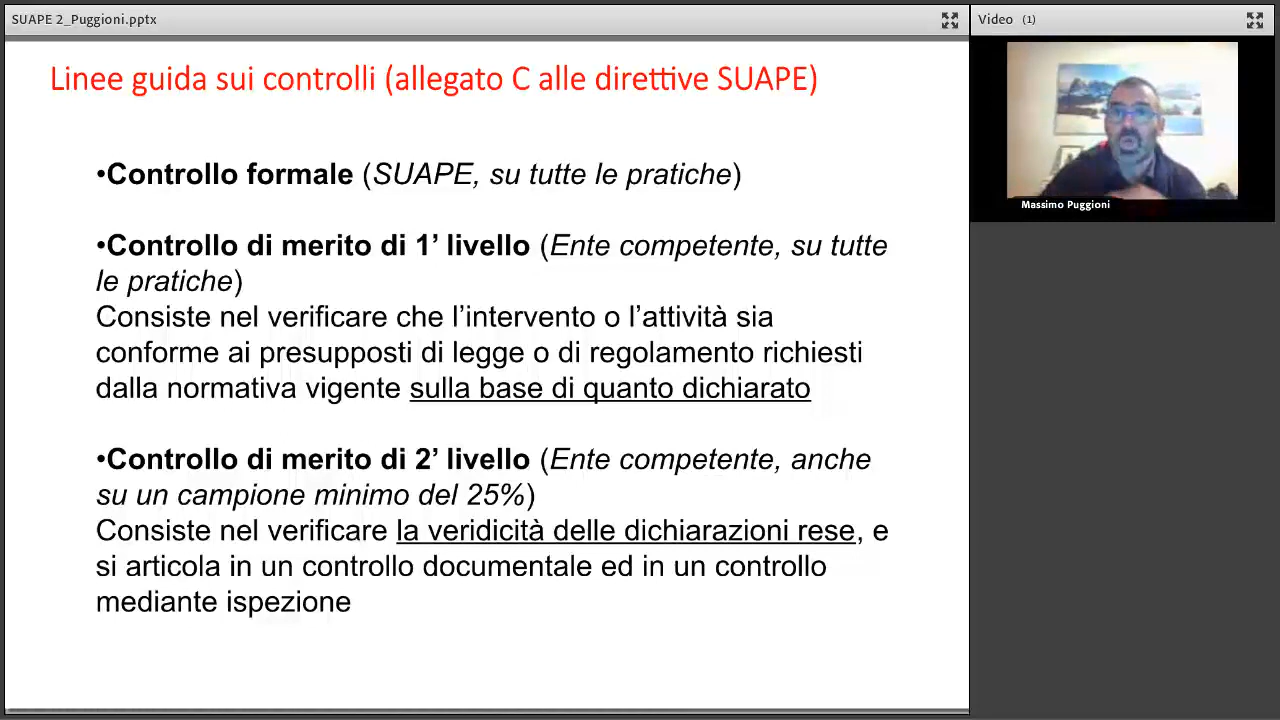 SUAPE 2_Puggioni.pptx
Video (1)
Linee guida sui controlli (allegato C alle direttive SUAPE)
•Controllo formale (SUAPE, su tutte le pratiche)
•Controllo di merito di 1’ livello (Ente competente, su tutte
le pratiche)
Consiste nel verificare che l’intervento o l’attività sia
conforme ai presupposti di legge o di regolamento richiesti
dalla normativa vigente sulla base di quanto dichiarato
•Controllo di merito di 2’ livello (Ente competente, anche
su un campione minimo del 25%)
Consiste nel verificare la veridicità delle dichiarazioni rese, e
si articola in un controllo documentale ed in un controllo
mediante ispezione
Massimo Puggioni